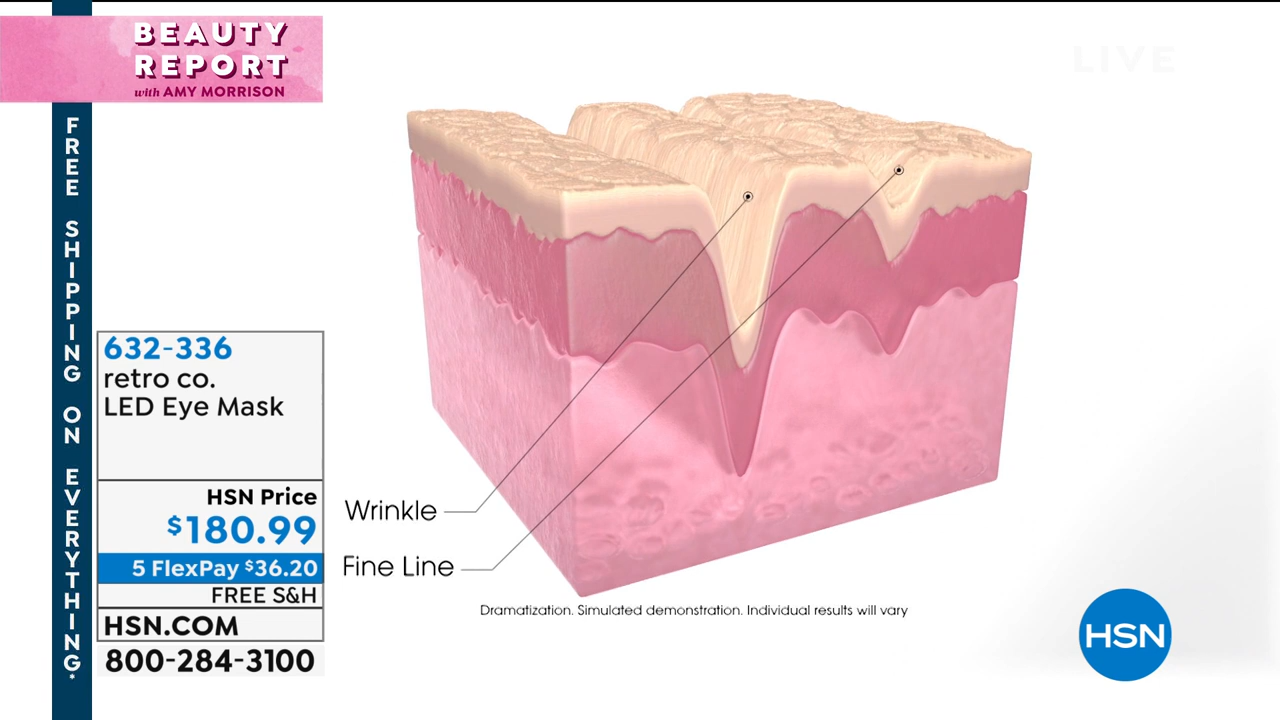 BEAUTY
REPORT
with AMY MORRISON
LIVE
FREE SHIPPING ON EVERYTHING*
632-336
retro co.
LED Eye Mask
HSN Price
$180.99
5 FlexPay $36.20
FREE S&H
HSN.COM
800-284-3100
Wrinkle
Fine Line
Dramatization. Simulated demonstration. Individual results will vary
HSN